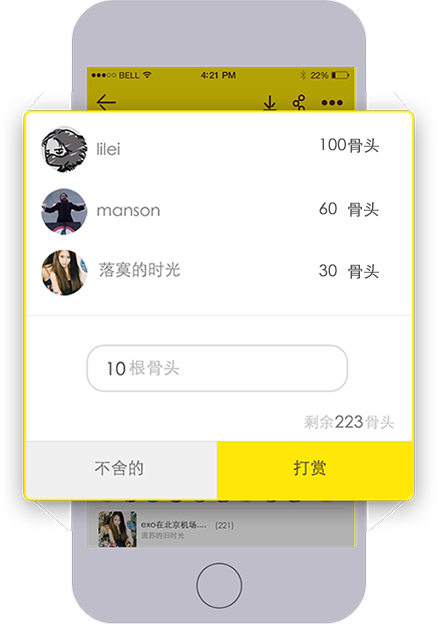 BELL 4:21 PM 22%
lilei 100骨头
manson 60 骨头
落寞的时光 30 骨头
10 根骨头
剩余223骨头
不舍的 打赏
exo在北京机场.... (221)
流苏的旧时光